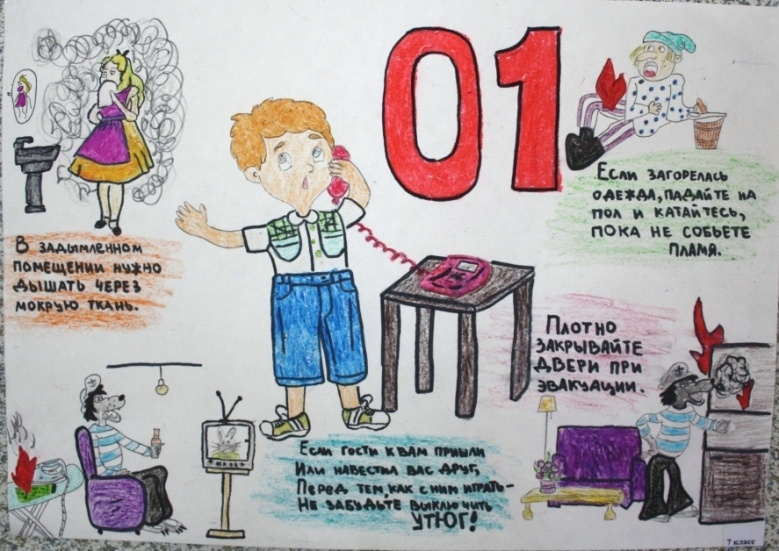 01
Если загорелась
одежда, падайте на
пол и катайтесь,
пока не собьете
пламя.
В задымленном
помещении нужно
дышать через
мокрую ткань.
Плотно
закрывайте
двери при
эвакуации.
Если гости к вам пришли
Или навестил вас друг,
Перед тем, как с ним играть-
Не забудьте выключить
УТЮГ!
7 класс